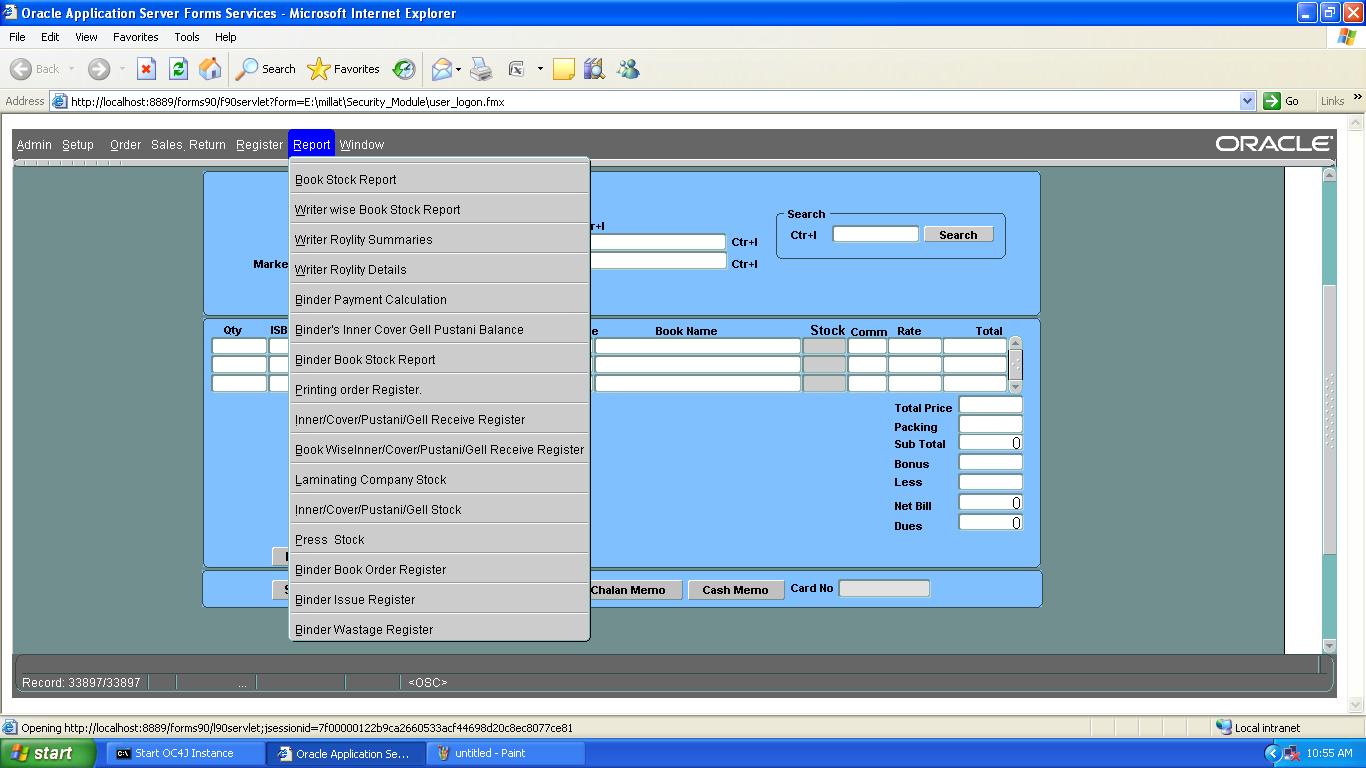 Oracle Application Server Forms Services - Microsoft Internet Explorer
File Edit View Favorites Tools Help
Back Search Favorites
Address http://localhost:8889/forms90/f90servlet?form=E:\millat\Security_Module\user_logon.fmx Go Links »
Admin Setup Order Sales, Return Register Report Window ORACLE
Book Stock Report
Writer wise Book Stock Report
Writer Roylity Summaries
Writer Roylity Details
Binder Payment Calculation
Binder's Inner Cover Gell Pustani Balance
Binder Book Stock Report
Printing order Register.
Inner/Cover/Pustani/Gell Receive Register
Book WiseInner/Cover/Pustani/Gell Receive Register
Laminating Company Stock
Inner/Cover/Pustani/Gell Stock
Press Stock
Binder Book Order Register
Binder Issue Register
Binder Wastage Register
Search
Ctr+I Search
Ctr+I
Ctr+I
Qty Book Name Stock Comm Rate Total
Total Price
Packing
Sub Total 0
Bonus
Less
Net Bill 0
Dues 0
Chalan Memo Cash Memo Card No
Record: 33897/33897 ... <OSC>
Opening http://localhost:8889/forms90/l90servlet;jsessionid=7f00000122b9ca2660533acf44698d20c8ec8077ce81 Local intranet
start Start OC4J Instance Oracle Application Se... untitled - Paint 10:55 AM